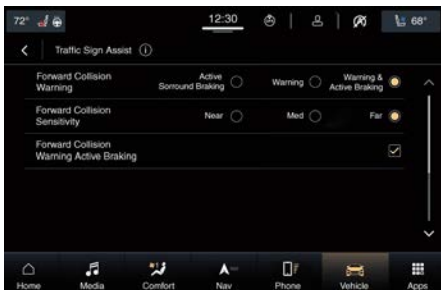 72° 12:30 68°
Traffic Sign Assist
Forward Collision
Warning
Active
Sorround Braking
Warning
Warning &
Active Braking
Forward Collision
Sensitivity
Near
Med
Far
Forward Collision
Warning Active Braking
Home Media Comfort Nav Phone Vehicle Apps